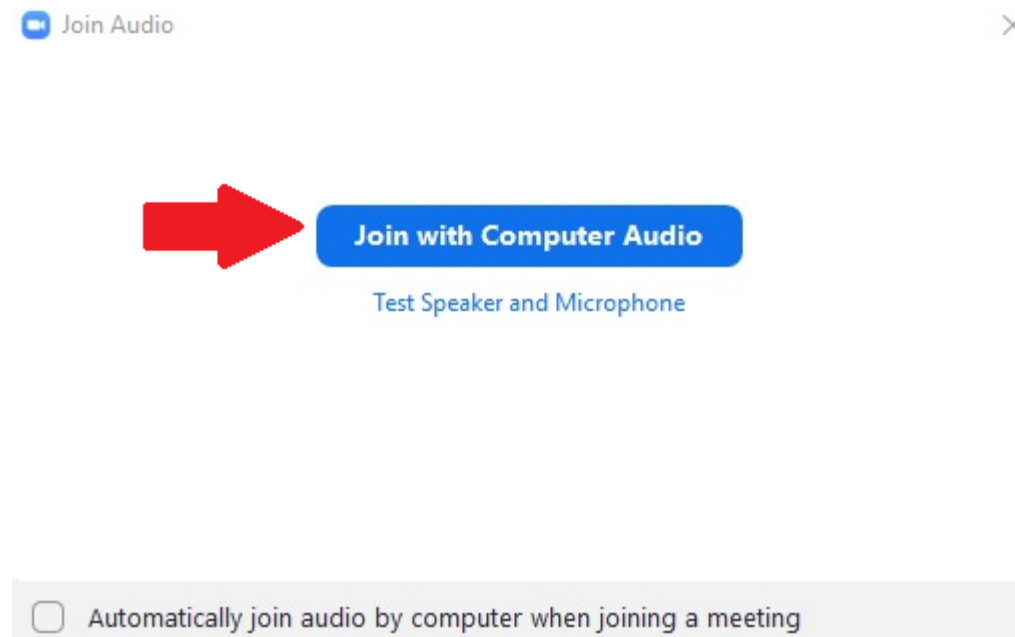 Join Audio
Join with Computer Audio
Test Speaker and Microphone
Automatically join audio by computer when joining a meeting